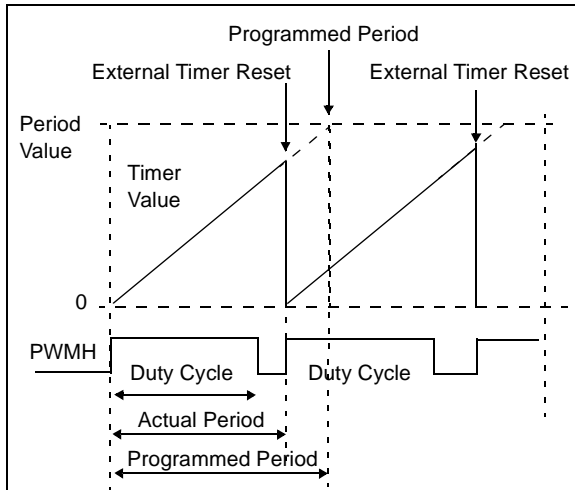 Programmed Period
External Timer Reset External Timer Reset
Period
Value
Timer
Value
0
PWMH
Duty Cycle Duty Cycle
Actual Period
Programmed Period